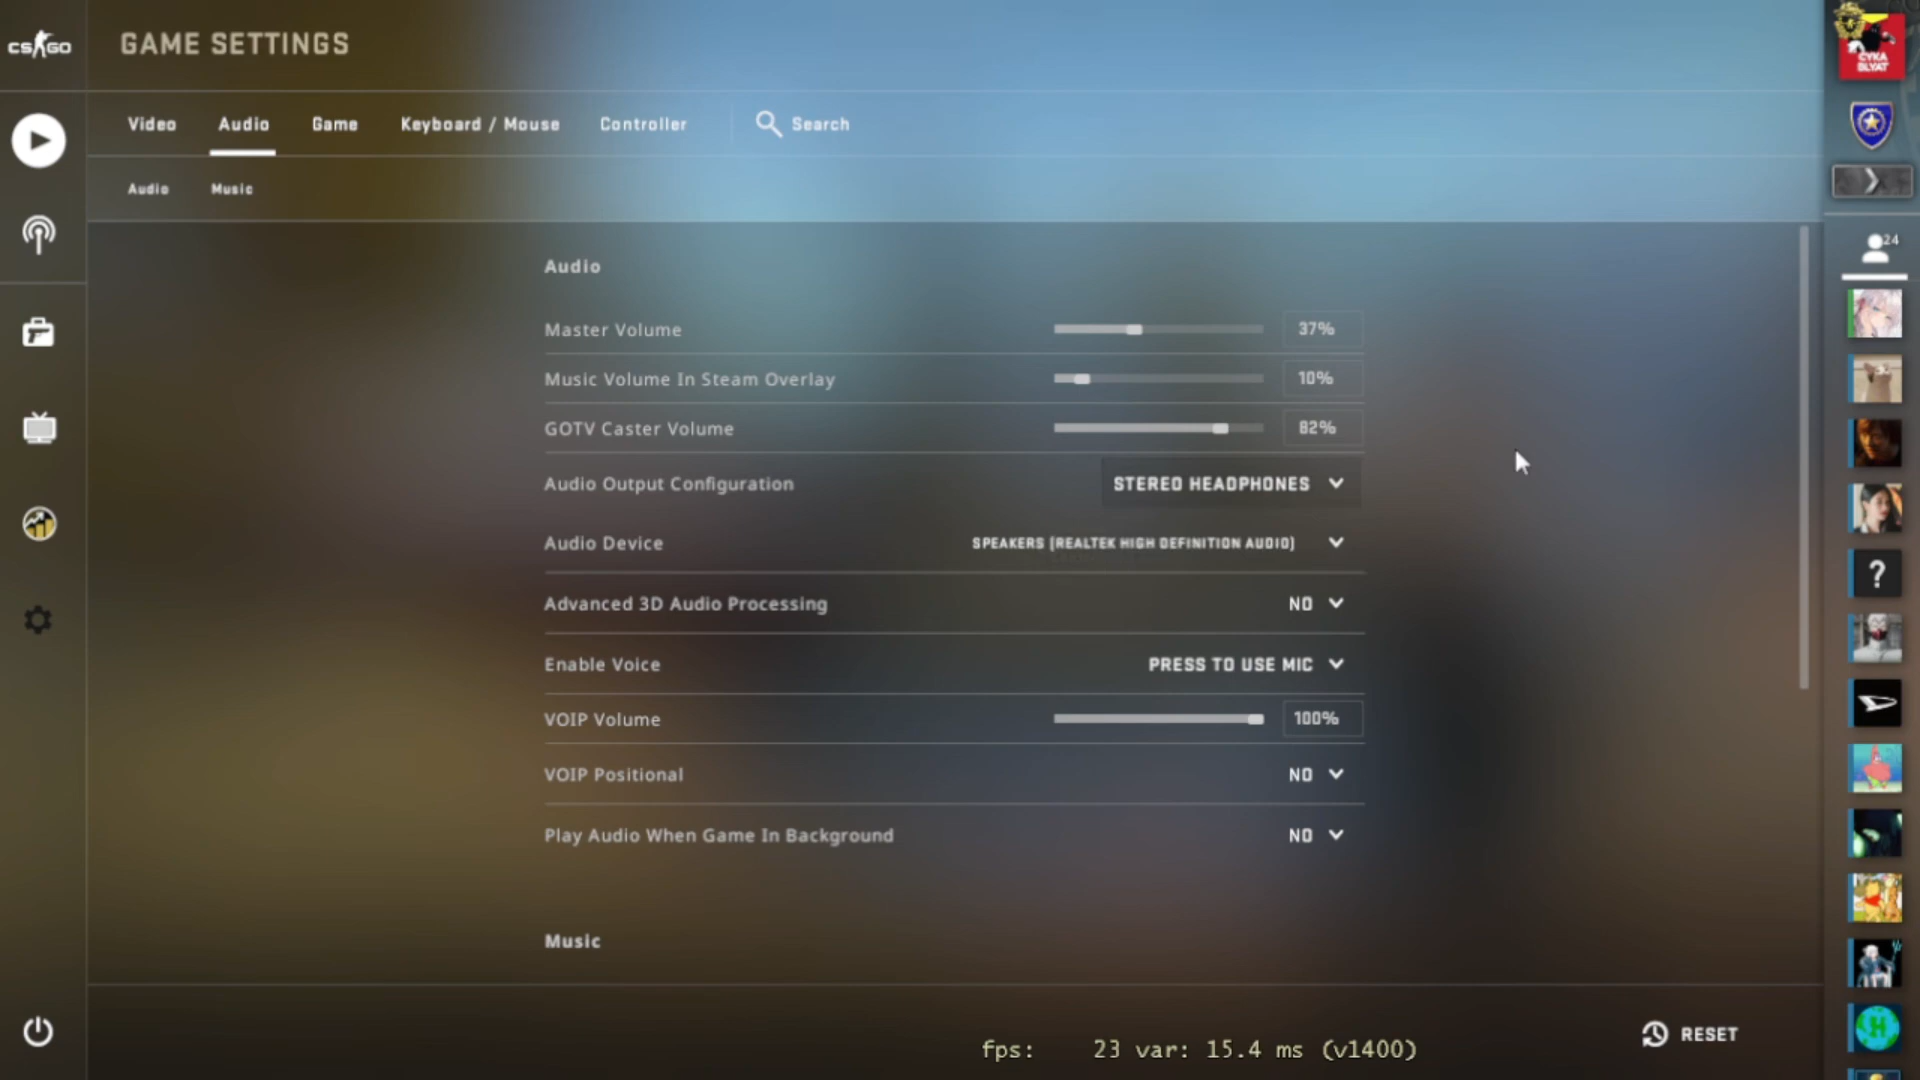 CS GO
GAME SETTINGS
Video Audio Game Keyboard / Mouse Controller Search
Audio Music
Audio
Master Volume 37%
Music Volume In Steam Overlay 10%
GOTV Caster Volume 82%
Audio Output Configuration STEREO HEADPHONES
Audio Device SPEAKERS (REALTEK HIGH DEFINITION AUDIO)
Advanced 3D Audio Processing NO
Enable Voice PRESS TO USE MIC
VOIP Volume 100%
VOIP Positional NO
Play Audio When Game In Background NO
Music
fps: 23 var: 15.4 ms (v1400)
RESET
CYKA
BLYAT
24
?
H